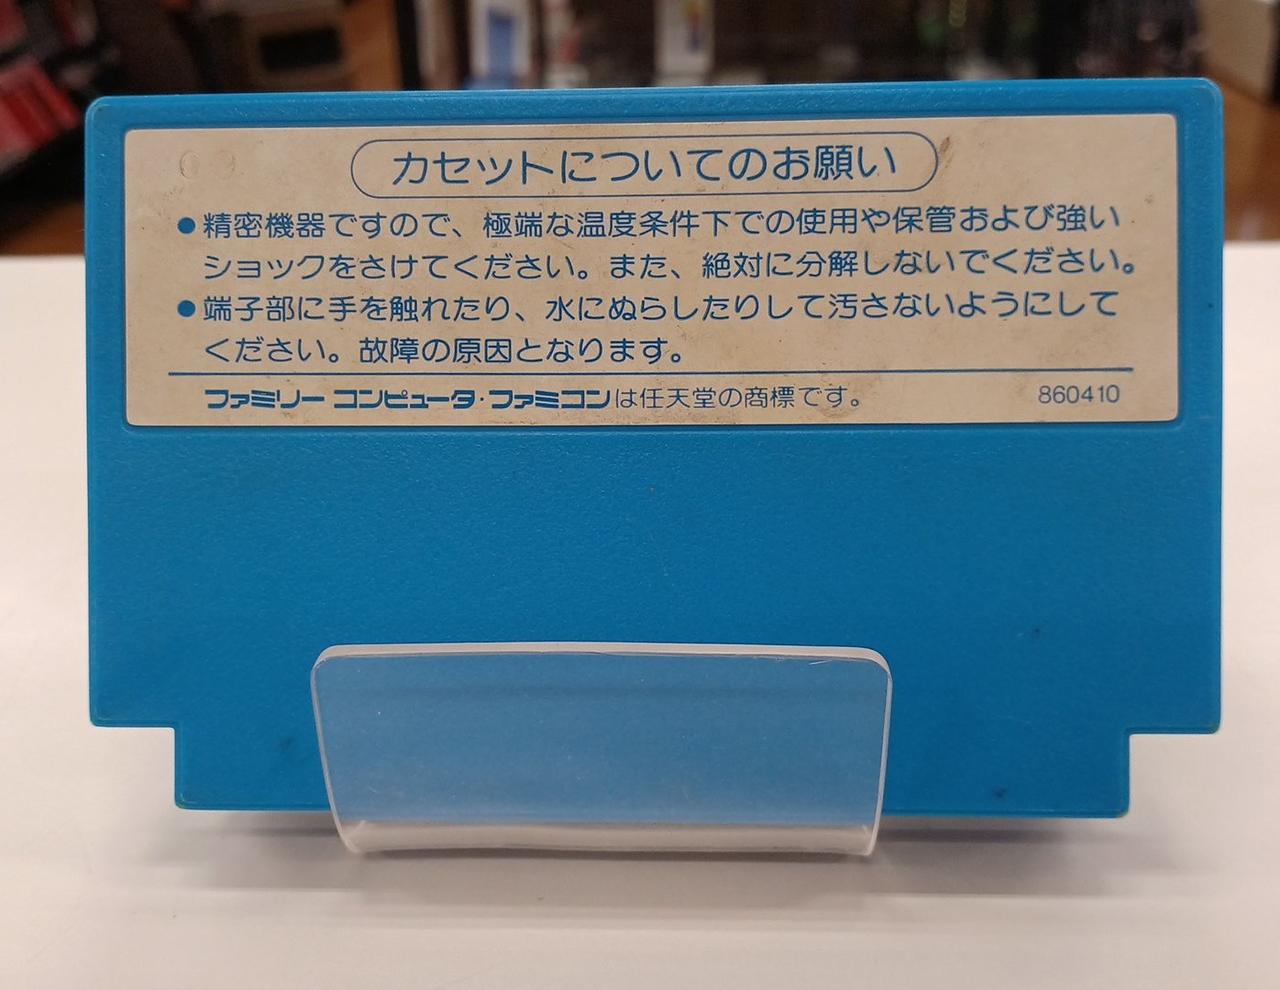 カセットについてのお願い
●精密機器ですので、極端な温度条件下での使用や保管および強い
ショックをさけてください。また、絶対に分解しないでください。
●端子部に手を触れたり、水にぬらしたりして汚さないようにして
ください。故障の原因となります。
ファミリー コンピュータ・ファミコンは任天堂の商標です。 860410